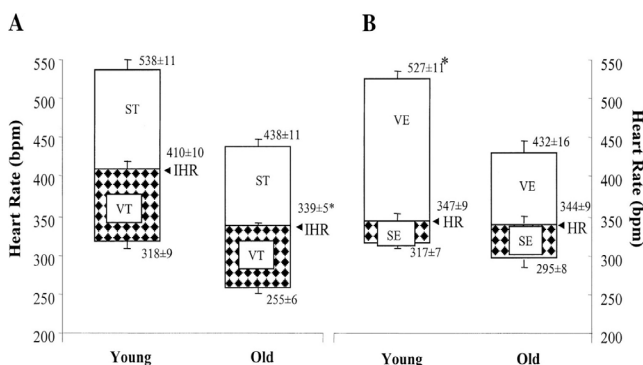 A
Heart Rate (bpm)
550
500
450
400
350
300
250
200
538±11
ST
410±10
IHR
VT
318±9
438±11
ST
339±5*
IHR
VT
255±6
Young
Old
B
527±11*
VE
347±9
HR
SE
317±7
432±16
VE
344±9
HR
SE
295±8
Young
Old
550
500
450
400
350
300
250
200
Heart Rate (bpm)